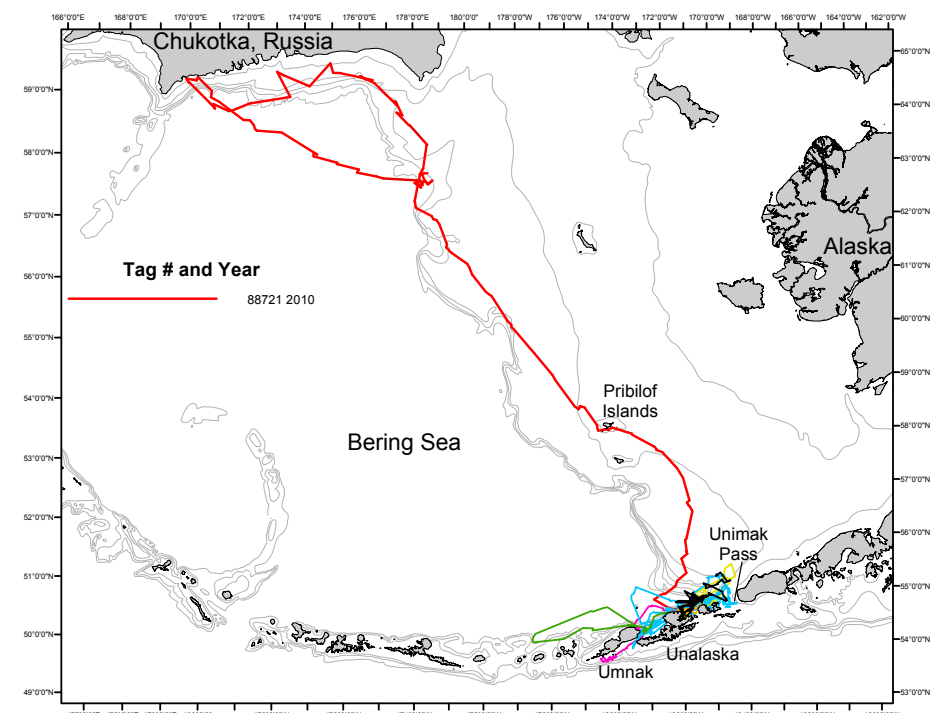 166°0'0"E 170°0'0"E 172°0'0"E 174°0'0"E 176°0'0"E 178°0'0"E 180°0'0" 178°0'0"W 176°0'0"W 174°0'0"W 172°0'0"W 170°0'0"W 168°0'0"W 166°0'0"W 164°0'0"W 162°0'0"W
Chukotka, Russia
65°0'0"N
59°0'0"N
64°0'0"N
58°0'0"N
63°0'0"N
57°0'0"N
62°0'0"N
Alaska
61°0'0"N
56°0'0"N
Tag # and Year
88721 2010
60°0'0"N
55°0'0"N
59°0'0"N
54°0'0"N
Pribilof
Islands
58°0'0"N
Bering Sea
53°0'0"N
57°0'0"N
52°0'0"N
56°0'0"N
Unimak
Pass
51°0'0"N
55°0'0"N
50°0'0"N
54°0'0"N
Unalaska
Umnak
49°0'0"N
53°0'0"N